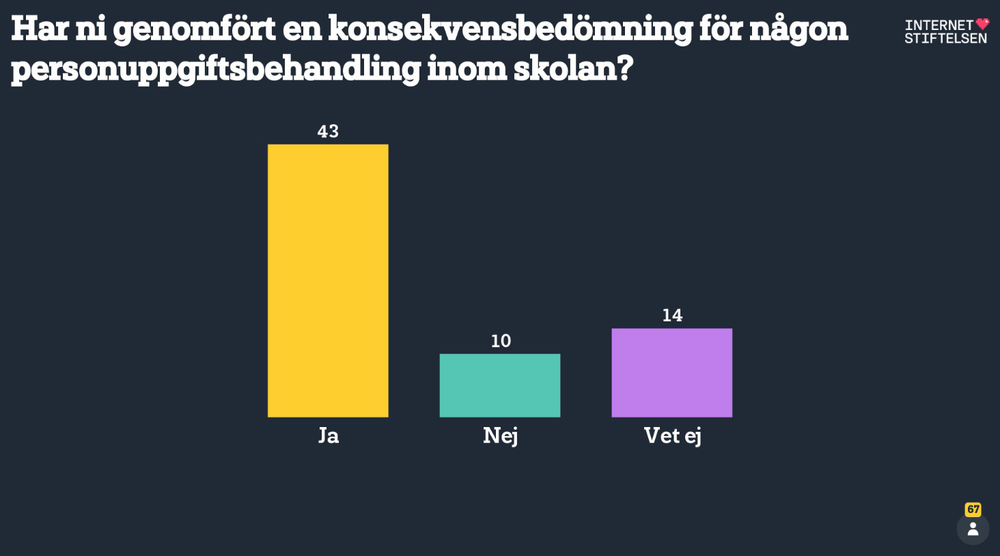 Har ni genomfört en konsekvensbedömning för någon
personuppgiftsbehandling inom skolan?
INTERNET
STIFTELSEN
43
10
14
Ja
Nej
Vet ej
67